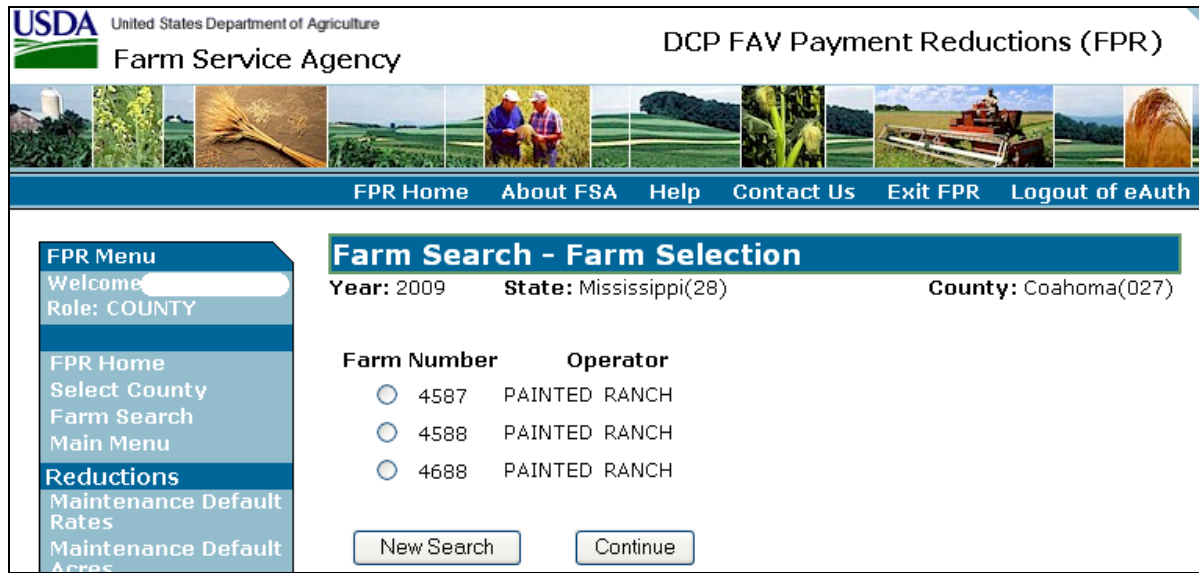 USDA United States Department of Agriculture
Farm Service Agency
DCP FAV Payment Reductions (FPR)
FPR Home About FSA Help Contact Us Exit FPR Logout of eAuth
FPR Menu
Welcome
Role: COUNTY
FPR Home
Select County
Farm Search
Main Menu
Reductions
Maintenance Default
Rates
Maintenance Default
Acres
Farm Search - Farm Selection
Year: 2009 State: Mississippi(28) County: Coahoma(027)
Farm Number Operator
4587 PAINTED RANCH
4588 PAINTED RANCH
4688 PAINTED RANCH
New Search Continue